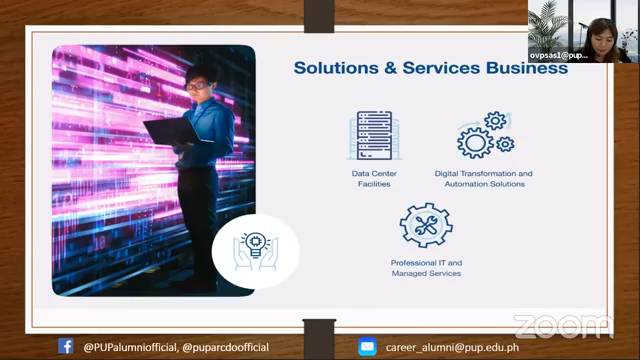 ovpsas1@pup...
Solutions & Services Business
Data Center
Facilities
Digital Transformation and
Automation Solutions
Professional IT and
Managed Services
zoom
@PUPalumniofficial, @puparcdoofficial
career_alumni@pup.edu.ph